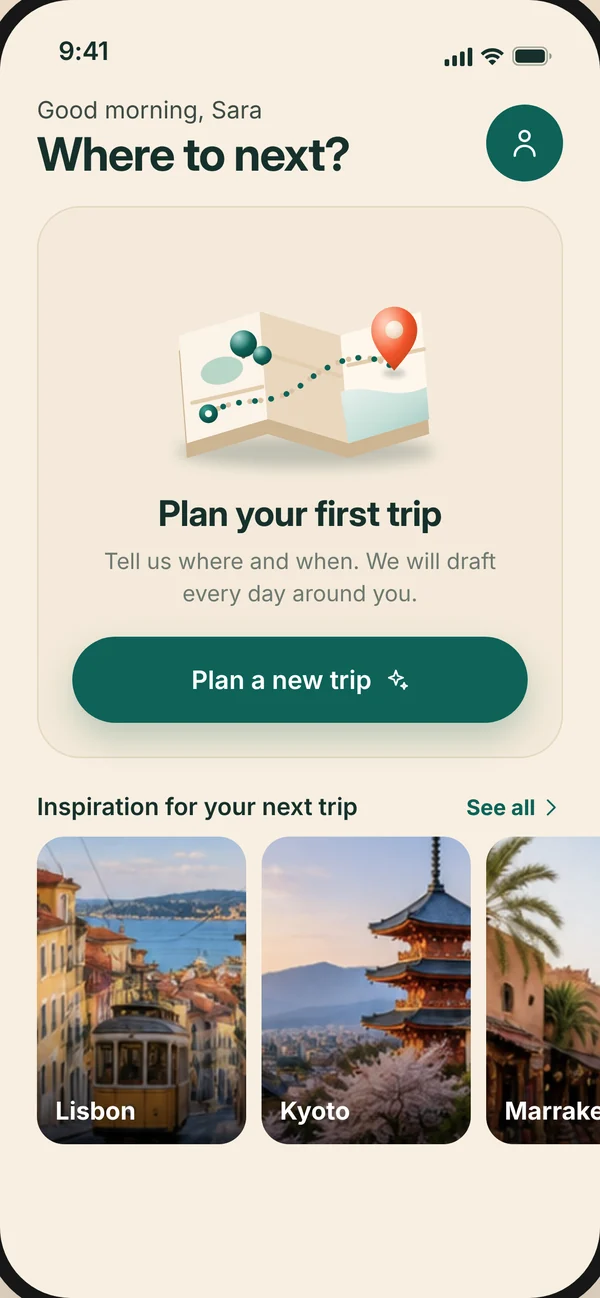 9:41
Good morning, Sara
Where to next?
Plan your first trip
Tell us where and when. We will draft
every day around you.
Plan a new trip
Inspiration for your next trip
See all
Lisbon
Kyoto
Marrake